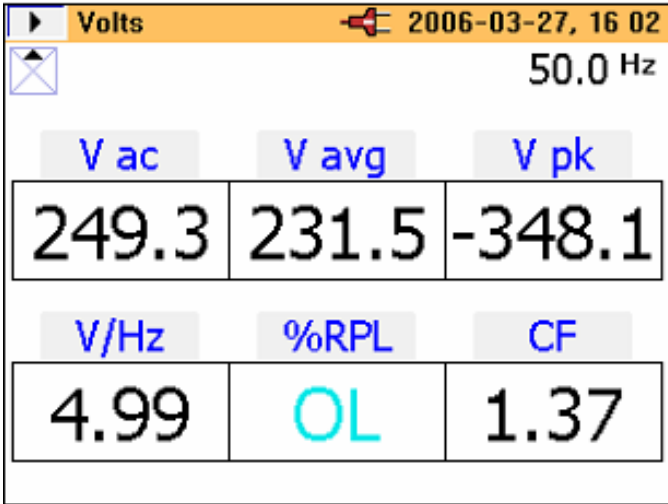 Volts 2006-03-27, 16 02
50.0 Hz
V ac V avg V pk
249.3 231.5 -348.1
V/Hz %RPL CF
4.99 OL 1.37